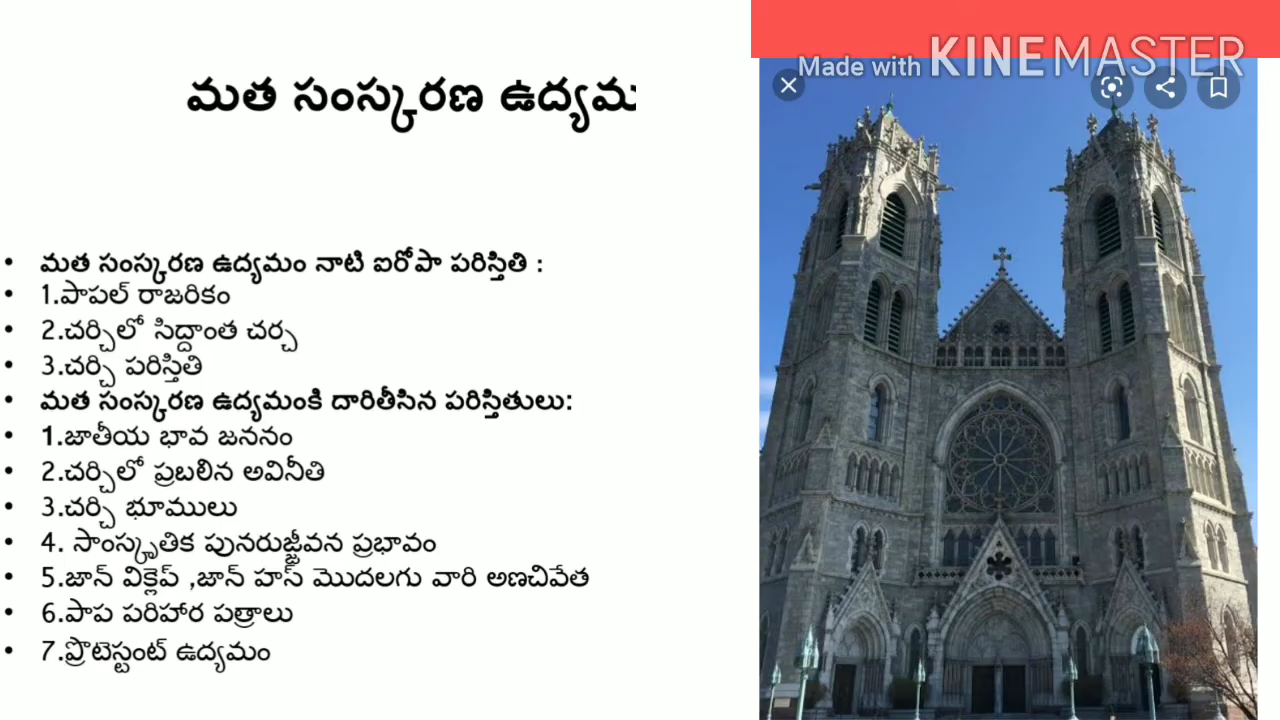 మత సంస్కరణ ఉద్యమ
• మత సంస్కరణ ఉద్యమం నాటి ఐరోపా పరిస్తితి :
• 1.పాపల్ రాజరికం
• 2.చర్చిలో సిద్దాంత చర్చ
• 3.చర్చి పరిస్తితి
• మత సంస్కరణ ఉద్యమంకి దారితీసిన పరిస్తితులు:
• 1.జాతీయ భావ జననం
• 2.చర్చిలో ప్రబలిన అవినీతి
• 3.చర్చి భూములు
• 4. సాంస్కృతిక పునరుజ్జీవన ప్రభావం
• 5.జాన్ విక్లెప్ ,జాన్ హస్ మొదలగు వారి అణచివేత
• 6.పాప పరిహార పత్రాలు
• 7.ప్రొటెస్టంట్ ఉద్యమం
Made with KINEMASTER